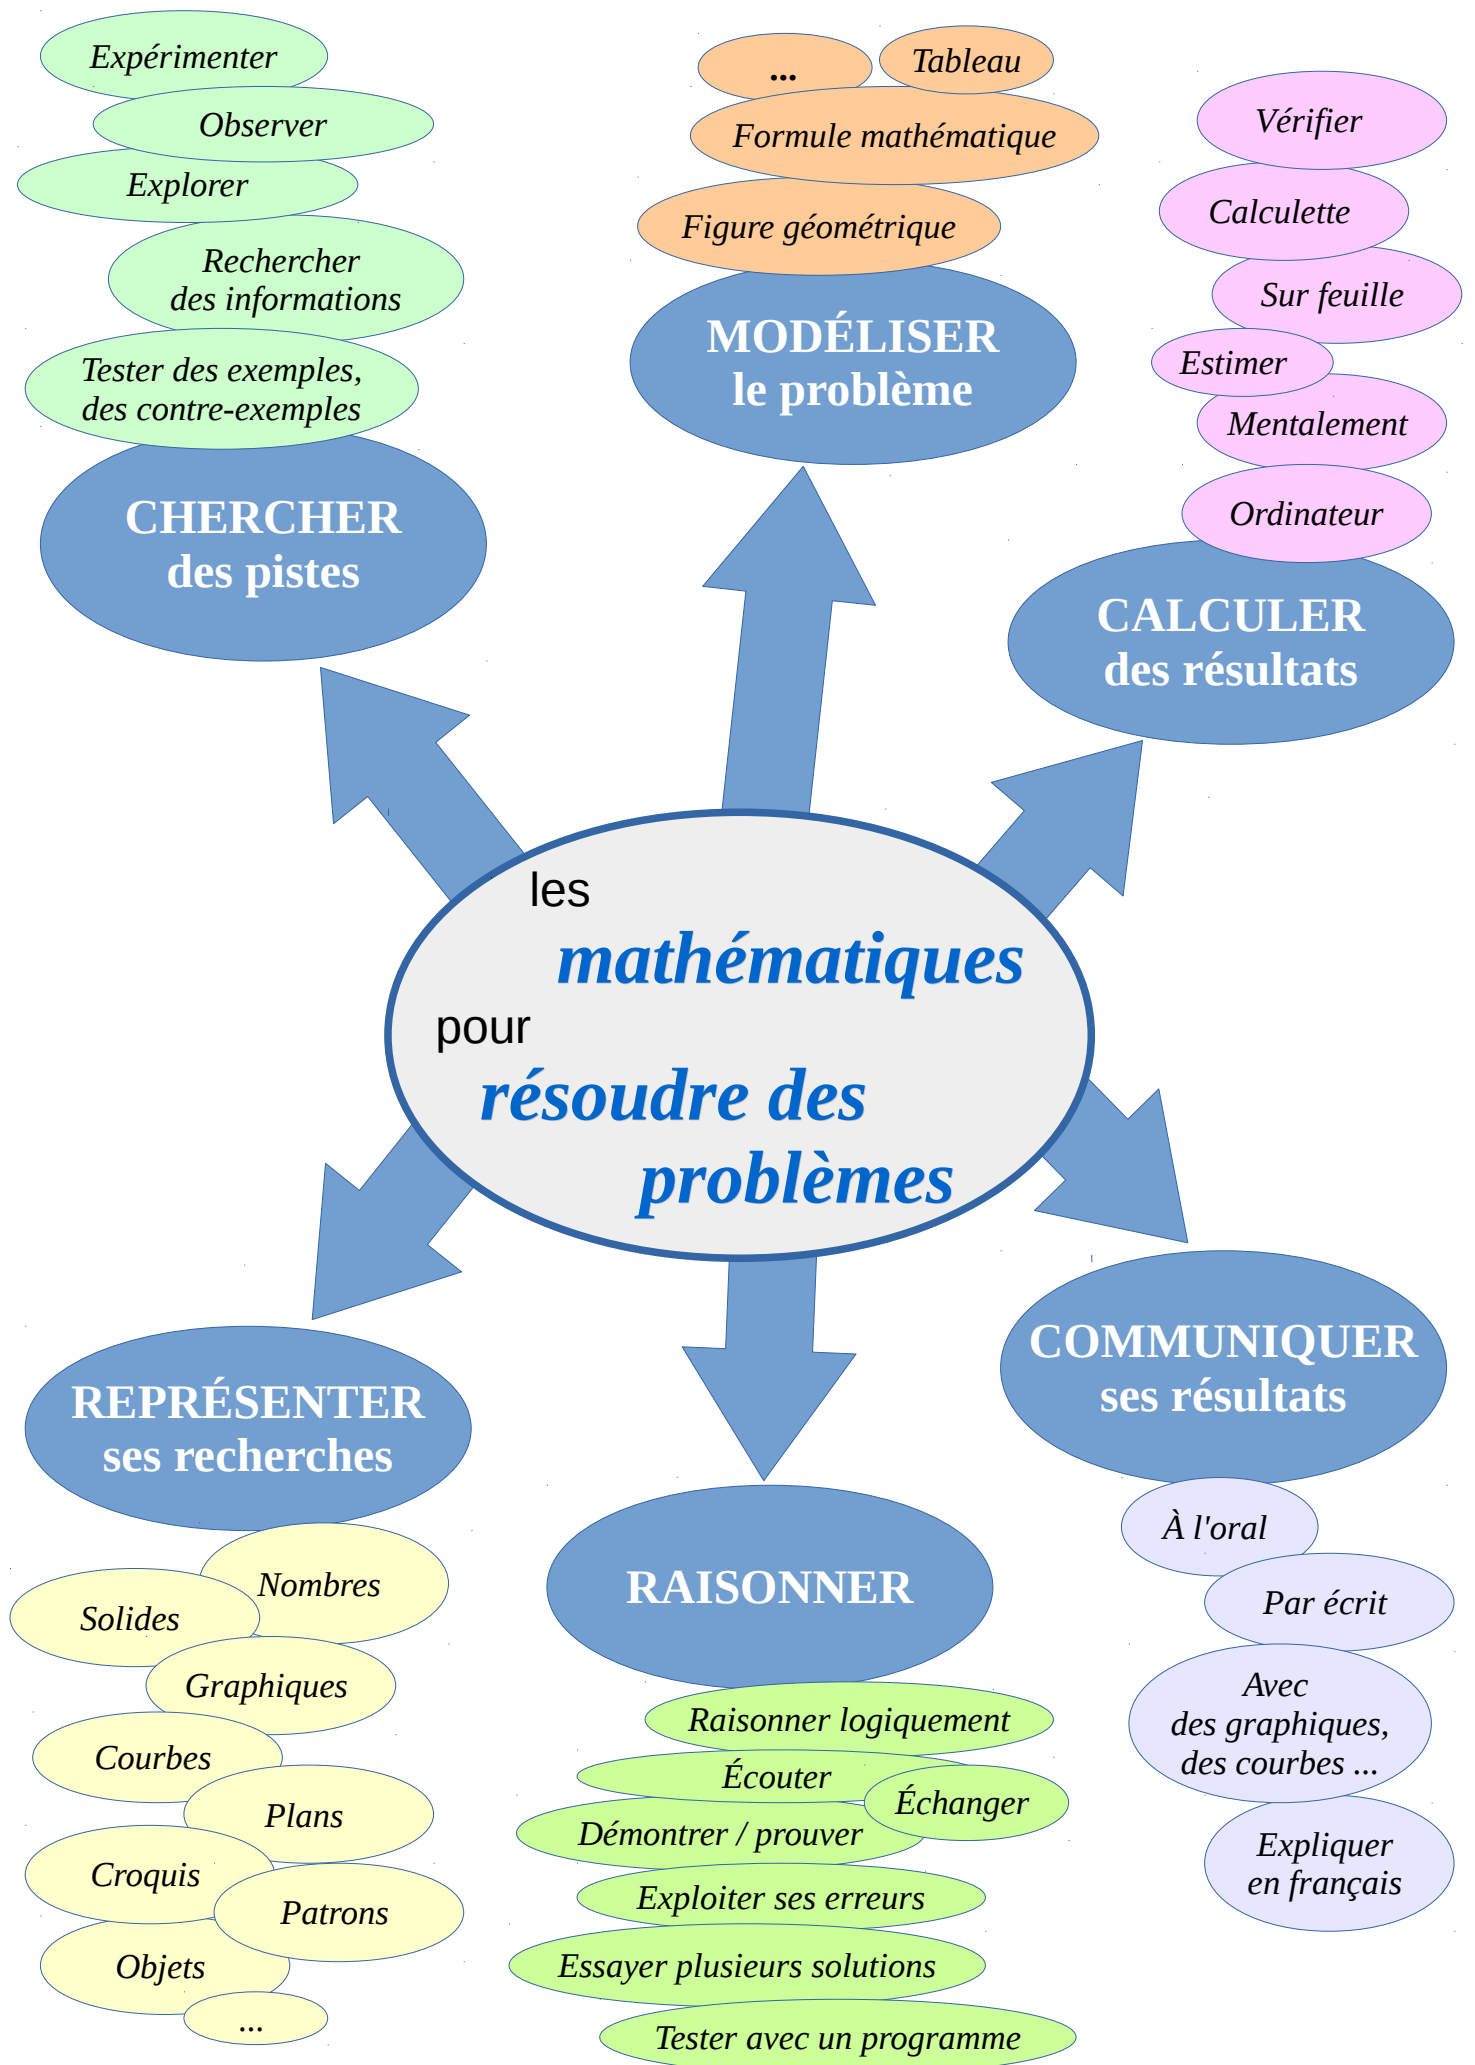 Expérimenter
Observer
Explorer
Rechercher
des informations
Tester des exemples,
des contre-exemples
CHERCHER
des pistes
...
Tableau
Formule mathématique
Figure géométrique
MODÉLISER
le problème
Vérifier
Calculette
Sur feuille
Estimer
Mentalement
Ordinateur
CALCULER
des résultats
les
mathématiques
pour
résoudre des
problèmes
REPRÉSENTER
ses recherches
Nombres
Solides
Graphiques
Courbes
Plans
Croquis
Patrons
Objets
...
RAISONNER
Raisonner logiquement
Écouter
Échanger
Démontrer / prouver
Exploiter ses erreurs
Essayer plusieurs solutions
Tester avec un programme
COMMUNIQUER
ses résultats
À l'oral
Par écrit
Avec
des graphiques,
des courbes ...
Expliquer
en français